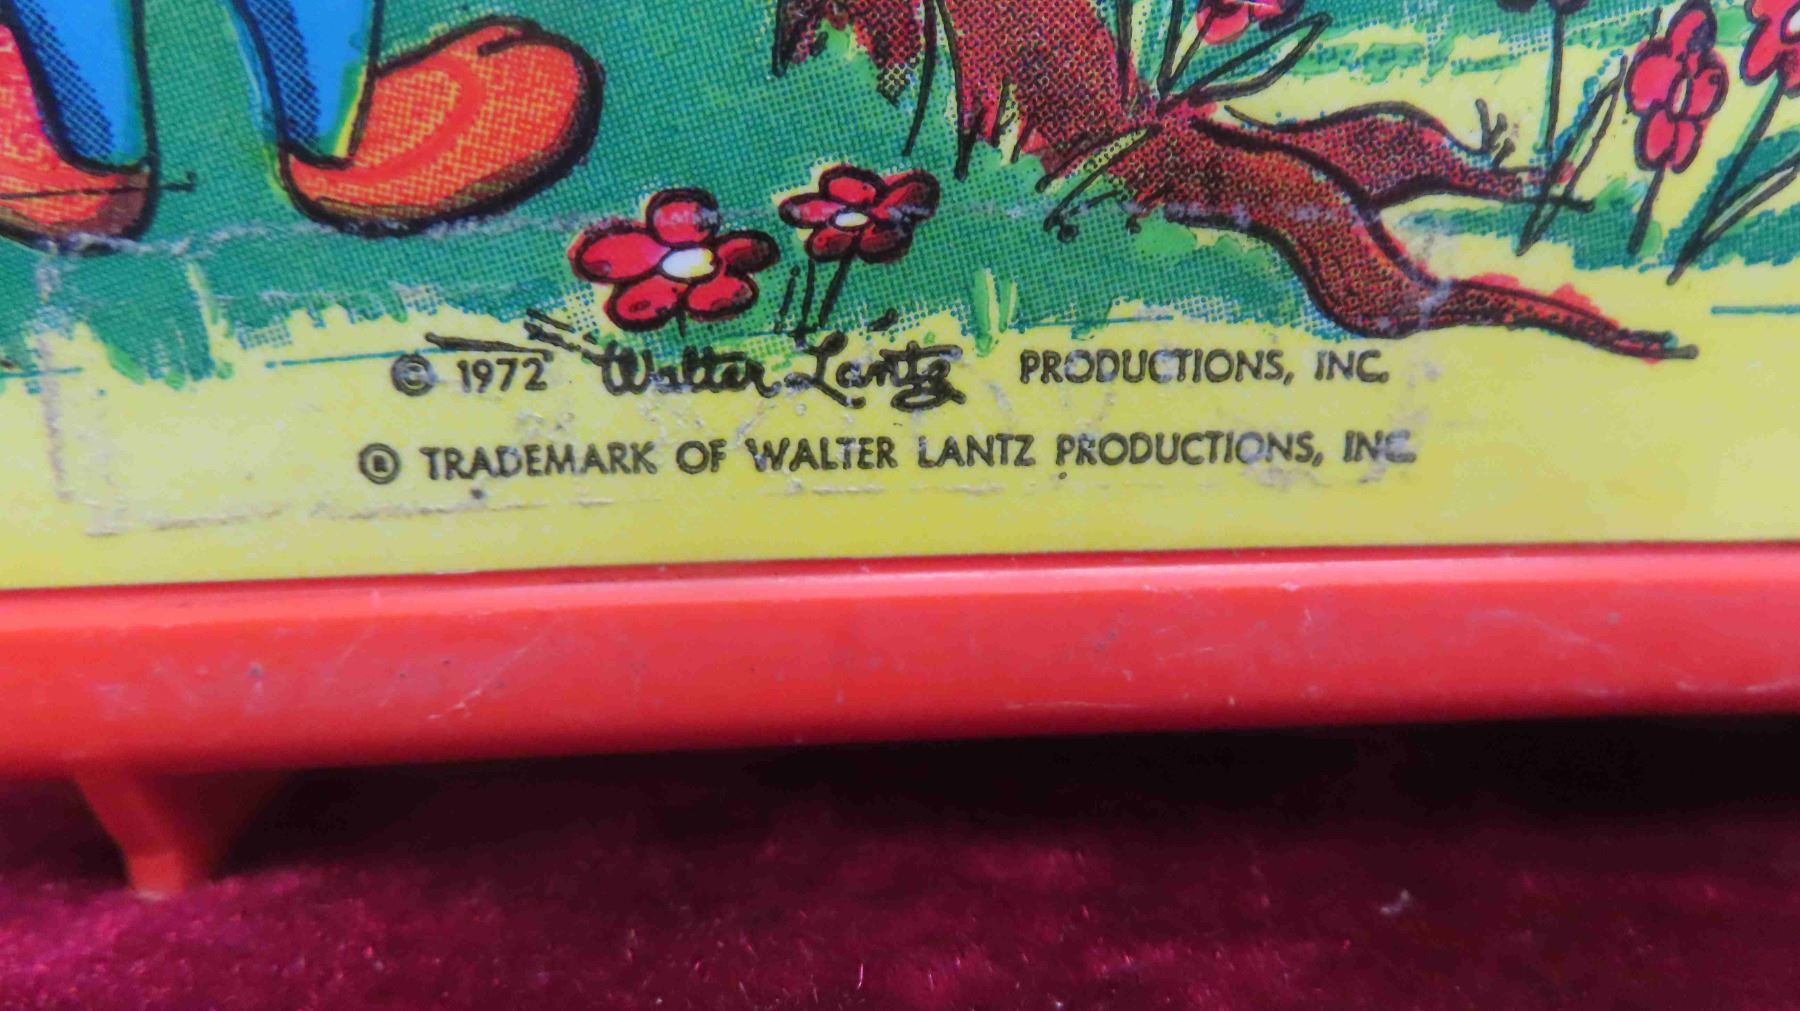 © 1972 Walter Lantz PRODUCTIONS, INC.
® TRADEMARK OF WALTER LANTZ PRODUCTIONS, INC.